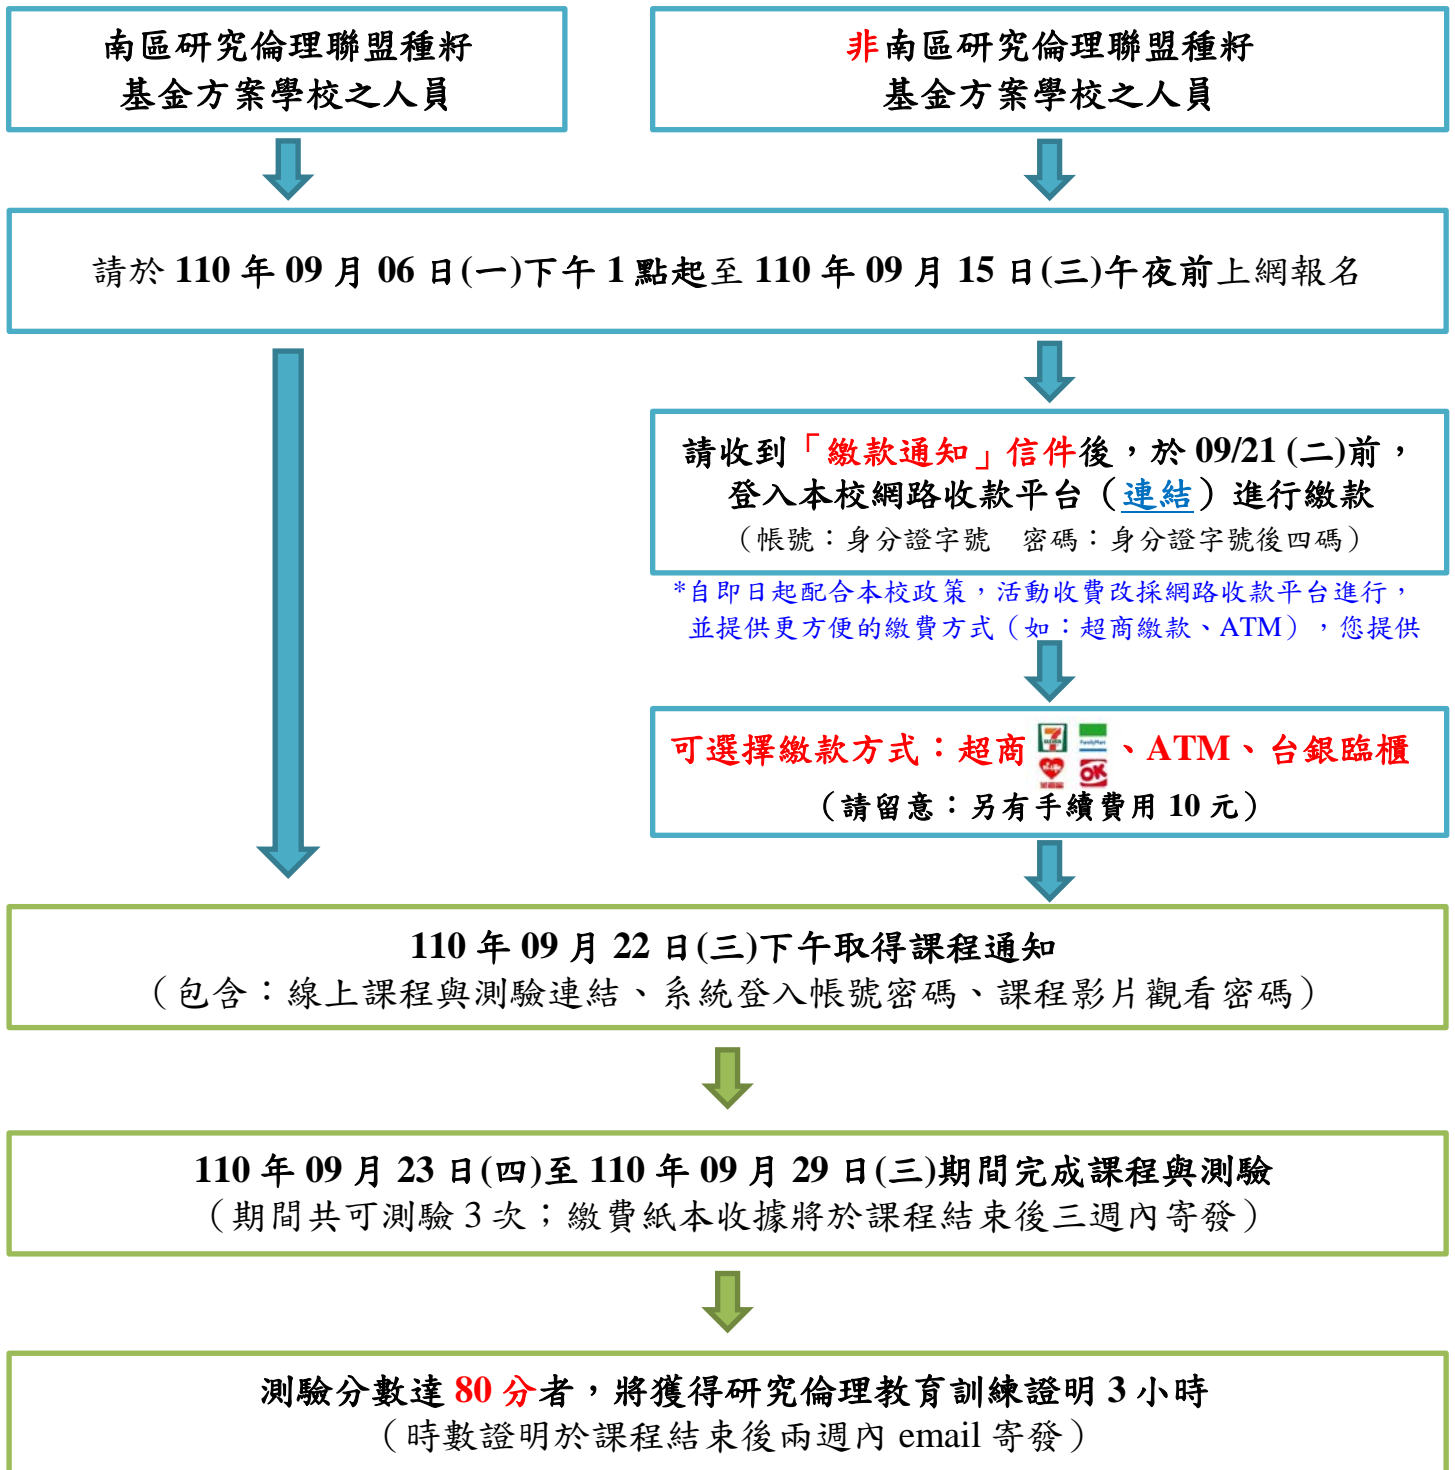 南區研究倫理聯盟種籽
基金方案學校之人員
非南區研究倫理聯盟種籽
基金方案學校之人員
請於 110 年 09 月 06 日(一)下午 1 點起至 110 年 09 月 15 日(三)午夜前上網報名
請收到「繳款通知」信件後，於 09/21 (二)前，
登入本校網路收款平台（連結）進行繳款
（帳號：身分證字號　密碼：身分證字號後四碼）
*自即日起配合本校政策，活動收費改採網路收款平台進行，
並提供更方便的繳費方式（如：超商繳款、ATM），您提供
可選擇繳款方式：超商 7 ELEVEN FamilyMart OK、ATM、台銀臨櫃
（請留意：另有手續費用 10 元）
110 年 09 月 22 日(三)下午取得課程通知
（包含：線上課程與測驗連結、系統登入帳號密碼、課程影片觀看密碼）
110 年 09 月 23 日(四)至 110 年 09 月 29 日(三)期間完成課程與測驗
（期間共可測驗 3 次；繳費紙本收據將於課程結束後三週內寄發）
測驗分數達 80 分者，將獲得研究倫理教育訓練證明 3 小時
（時數證明於課程結束後兩週內 email 寄發）